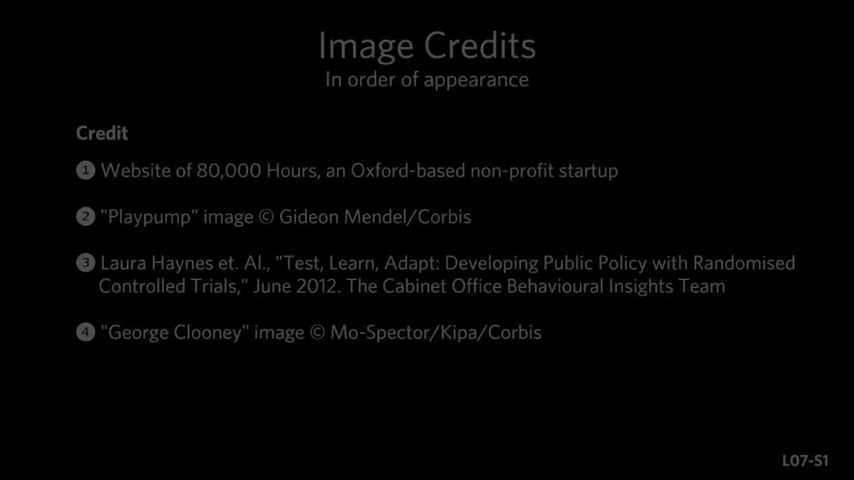 Image Credits
In order of appearance
Credit
1 Website of 80,000 Hours, an Oxford-based non-profit startup
2 "Playpump" image © Gideon Mendel/Corbis
3 Laura Haynes et. Al., "Test, Learn, Adapt: Developing Public Policy with Randomised
Controlled Trials,” June 2012. The Cabinet Office Behavioural Insights Team
4 "George Clooney" image © Mo-Spector/Kipa/Corbis
L07-S1